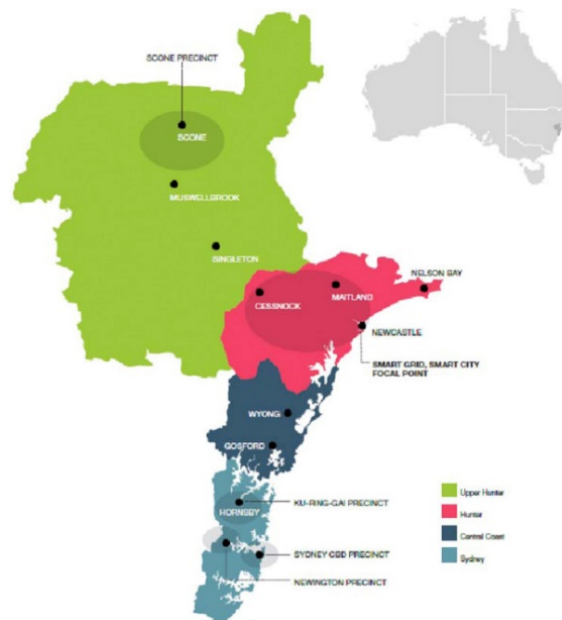 SCONE PRECINCT
SCONE
MUSWELLBROOK
SINGLETON
NELSON BAY
MAITLAND
CESSNOCK
NEWCASTLE
SMART GRID, SMART CITY
FOCAL POINT
WYONG
GOSFORD
KU-RING-GAI PRECINCT
HORNSBY
SYDNEY CBD PRECINCT
NEWINGTON PRECINCT
Upper Hunter
Hunter
Central Coast
Sydney